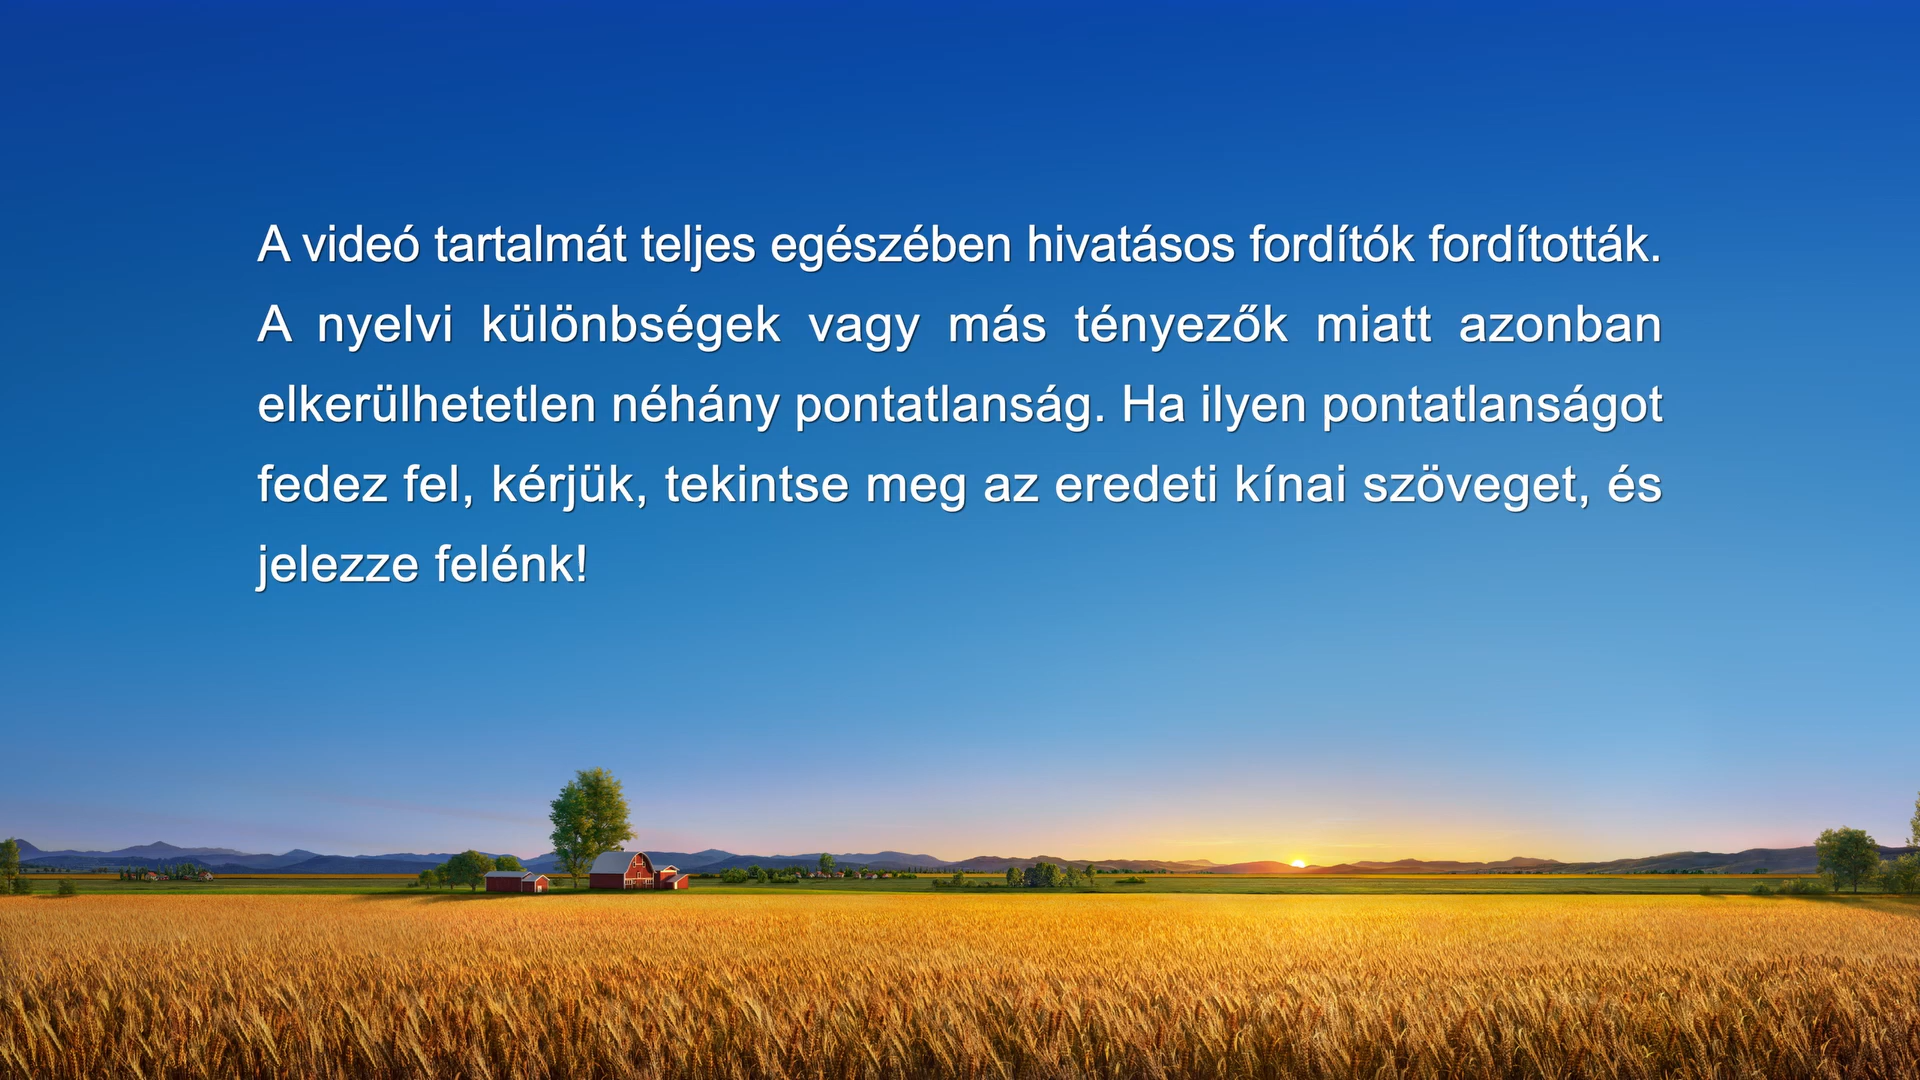 A videó tartalmát teljes egészében hivatásos fordítók fordították.
A nyelvi különbségek vagy más tényezők miatt azonban
elkerülhetetlen néhány pontatlanság. Ha ilyen pontatlanságot
fedez fel, kérjük, tekintse meg az eredeti kínai szöveget, és
jelezze felénk!